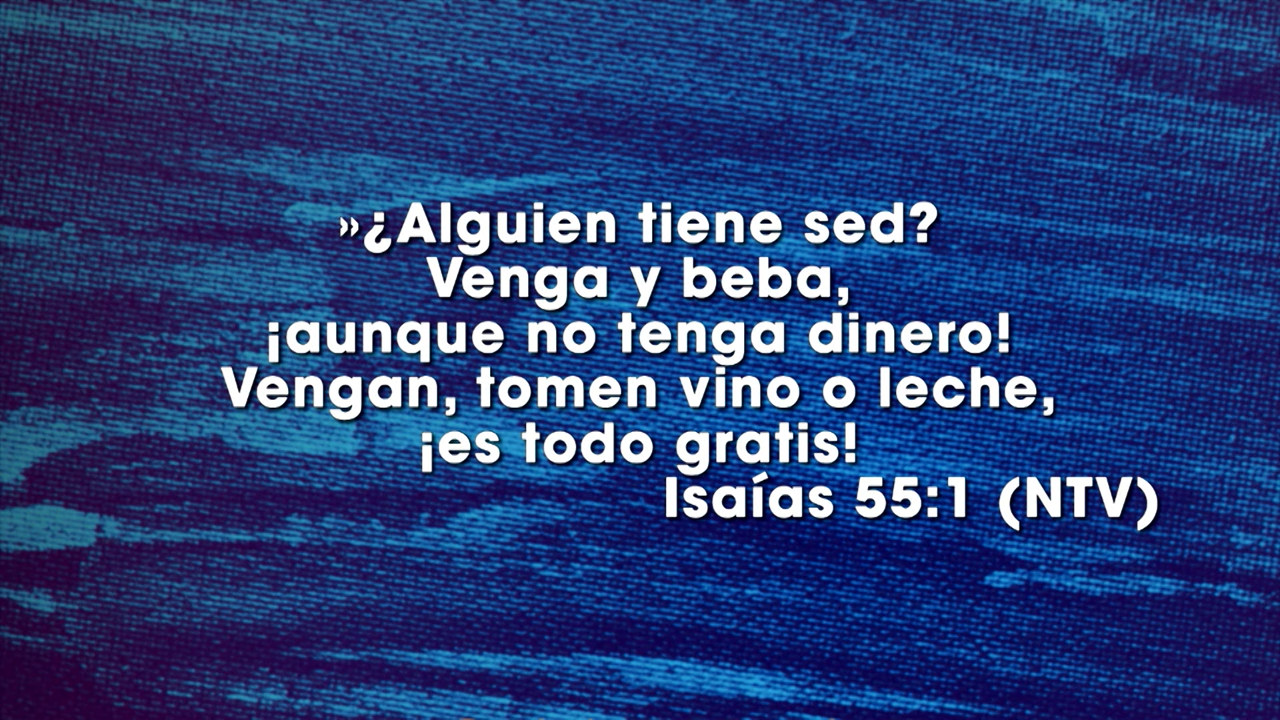 »¿Alguien tiene sed?
Venga y beba,
¡aunque no tenga dinero!
Vengan, tomen vino o leche,
¡es todo gratis!
Isaías 55:1 (NTV)